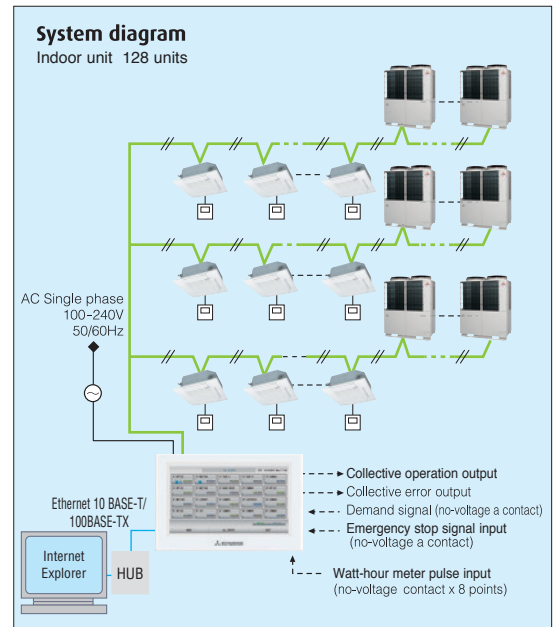 System diagram
Indoor unit 128 units
AC Single phase
100-240V
50/60Hz
Ethernet 10 BASE-T/
100BASE-TX
Internet
Explorer
HUB
Collective operation output
Collective error output
Demand signal (no-voltage a contact)
Emergency stop signal input
(no-voltage a contact)
Watt-hour meter pulse input
(no-voltage contact x 8 points)